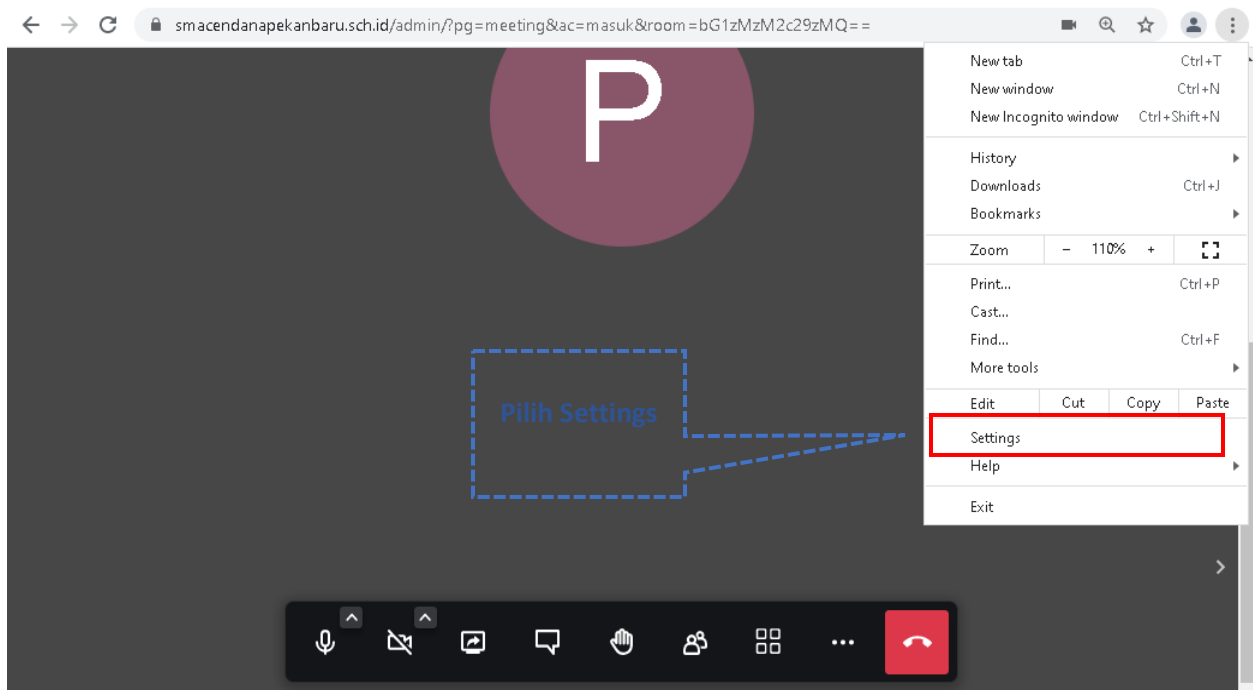 smacendanapekanbaru.sch.id/admin/?pg=meeting&ac=masuk&room=bG1zMzM2c29zMQ==
P
New tab Ctrl+T
New window Ctrl+N
New Incognito window Ctrl+Shift+N
History
Downloads Ctrl+J
Bookmarks
Zoom – 110% +
Print... Ctrl+P
Cast...
Find... Ctrl+F
More tools
Edit Cut Copy Paste
Settings
Help
Exit
Pilih Settings